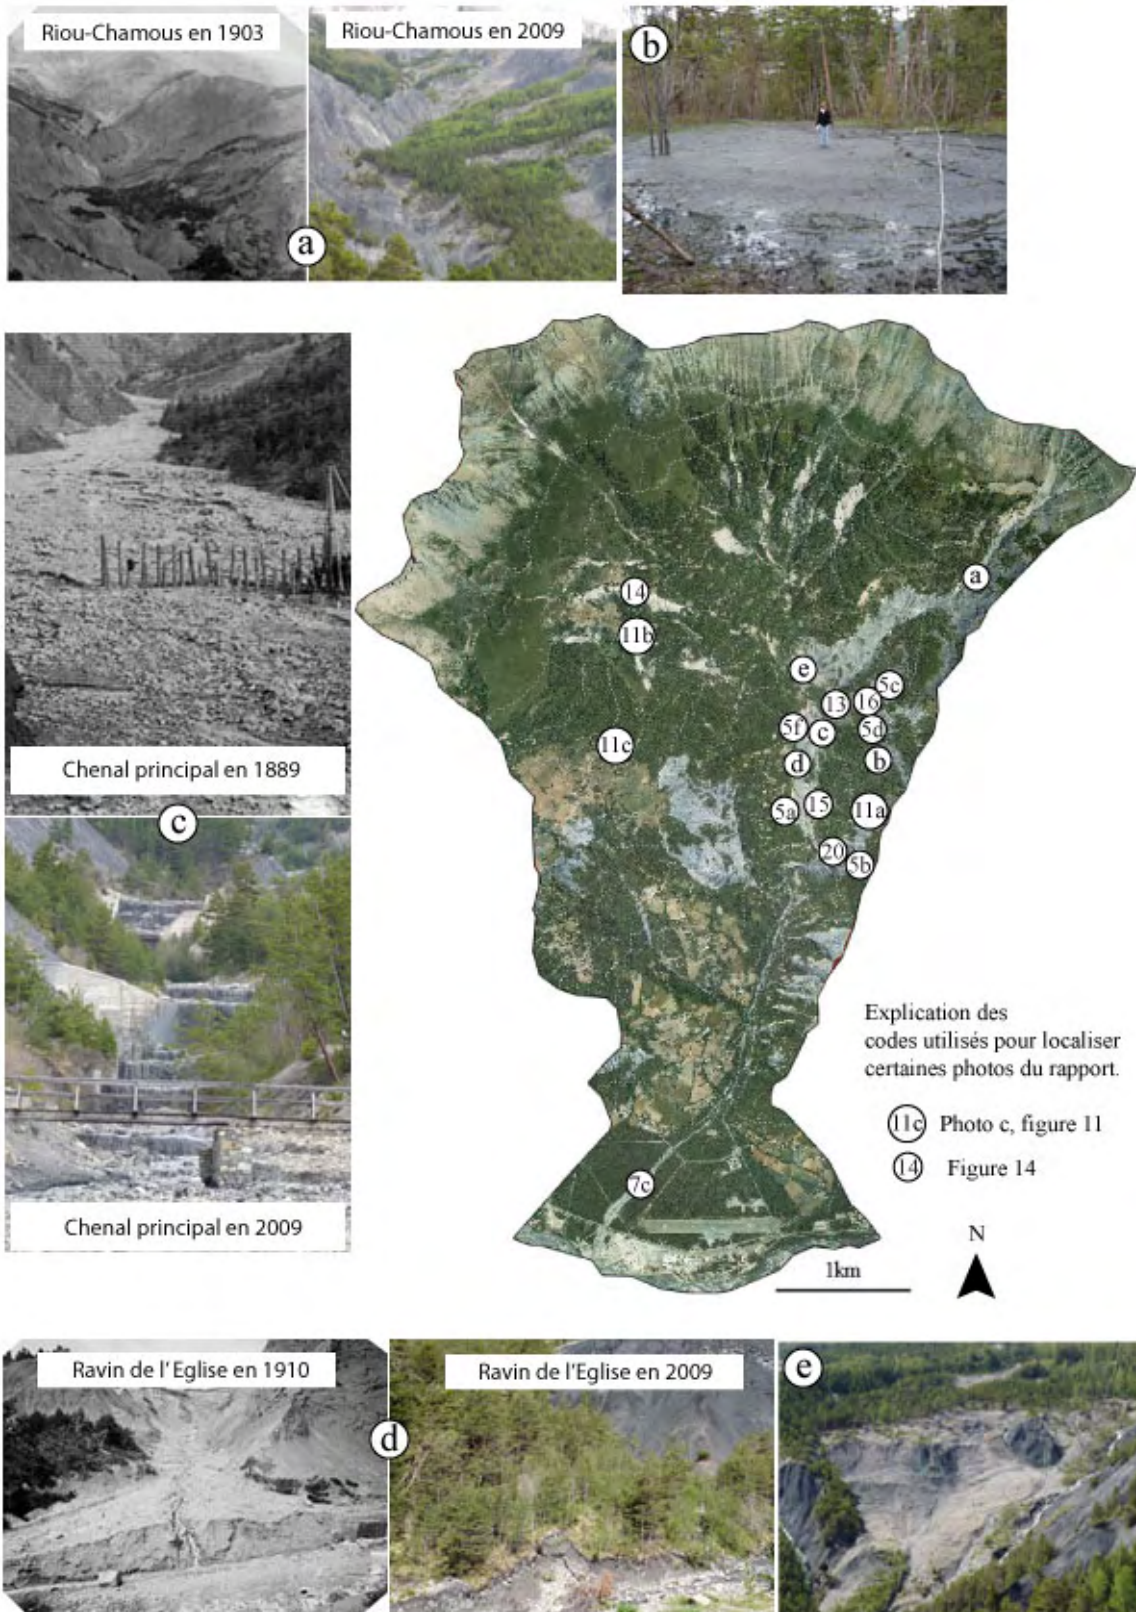 Riou-Chamous en 1903
Riou-Chamous en 2009
a
b
Chenal principal en 1889
c
Chenal principal en 2009
a
14
11b
e
5c
13
16
5f
c
5d
11c
d
b
5a
15
11a
20
5b
7c
Explication des
codes utilisés pour localiser
certaines photos du rapport.
11c Photo c, figure 11
14 Figure 14
N
1km
Ravin de l'Eglise en 1910
Ravin de l'Eglise en 2009
d
e